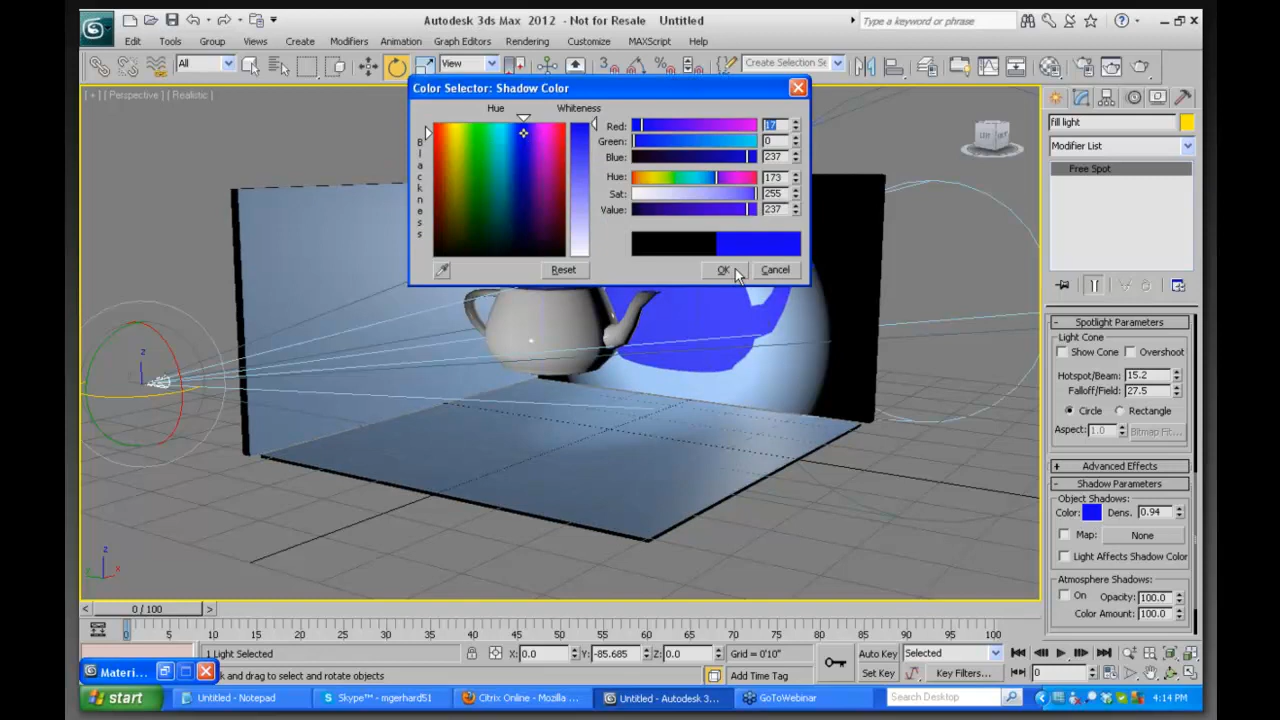 Autodesk 3ds Max 2012 - Not for Resale Untitled
Type a keyword or phrase
Edit Tools Group Views Create Modifiers Animation Graph Editors Rendering Customize MAXScript Help
All View Create Selection Se
[ + ] [ Perspective ] [ Realistic ]
Color Selector: Shadow Color
Hue Whiteness
Blackness
Red: 17
Green: 0
Blue: 237
Hue: 173
Sat: 255
Value: 237
Reset OK Cancel
fill light
Modifier List
Free Spot
- Spotlight Parameters
Light Cone
Show Cone Overshoot
Hotspot/Beam: 15.2
Falloff/Field: 27.5
Circle Rectangle
Aspect: 1.0 Bitmap Fit...
+ Advanced Effects
- Shadow Parameters
Object Shadows:
Color: Dens. 0.94
Map: None
Light Affects Shadow Color
Atmosphere Shadows:
On Opacity: 100.0
Color Amount: 100.0
z
z
x
< 0 / 100 >
0 5 10 15 20 25 30 35 40 45 50 55 60 65 70 75 80 85 90 95 100
1 Light Selected X: 0.0 Y: -85.685 Z: 0.0 Grid = 0'10" Auto Key Selected
Materi... ck and drag to select and rotate objects Add Time Tag Set Key Key Filters... 0
start Untitled - Notepad Skype™ - mgerhard51 Citrix Online - Mozilla ... Untitled - Autodesk 3... GoToWebinar Search Desktop 4:14 PM